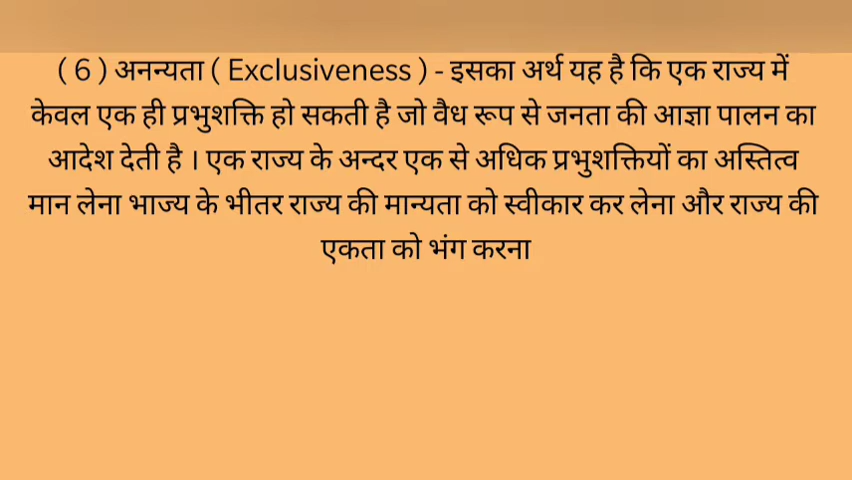 ( 6 ) अनन्यता ( Exclusiveness ) - इसका अर्थ यह है कि एक राज्य में
केवल एक ही प्रभुशक्ति हो सकती है जो वैध रूप से जनता की आज्ञा पालन का
आदेश देती है । एक राज्य के अन्दर एक से अधिक प्रभुशक्तियों का अस्तित्व
मान लेना भाज्य के भीतर राज्य की मान्यता को स्वीकार कर लेना और राज्य की
एकता को भंग करना